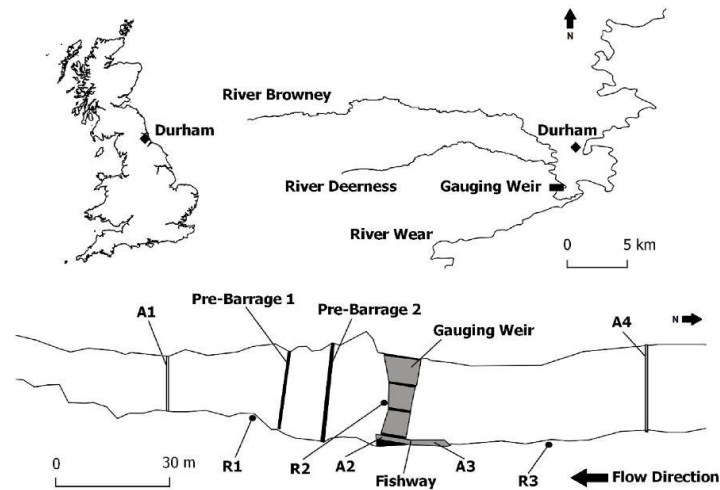 N
River Browney
Durham
Durham
River Deerness
Gauging Weir
River Wear
0 5 km
Pre-Barrage 1
A1
Pre-Barrage 2
N
Gauging Weir
A4
R1
R2
A2
A3
R3
Fishway
0 30 m
Flow Direction